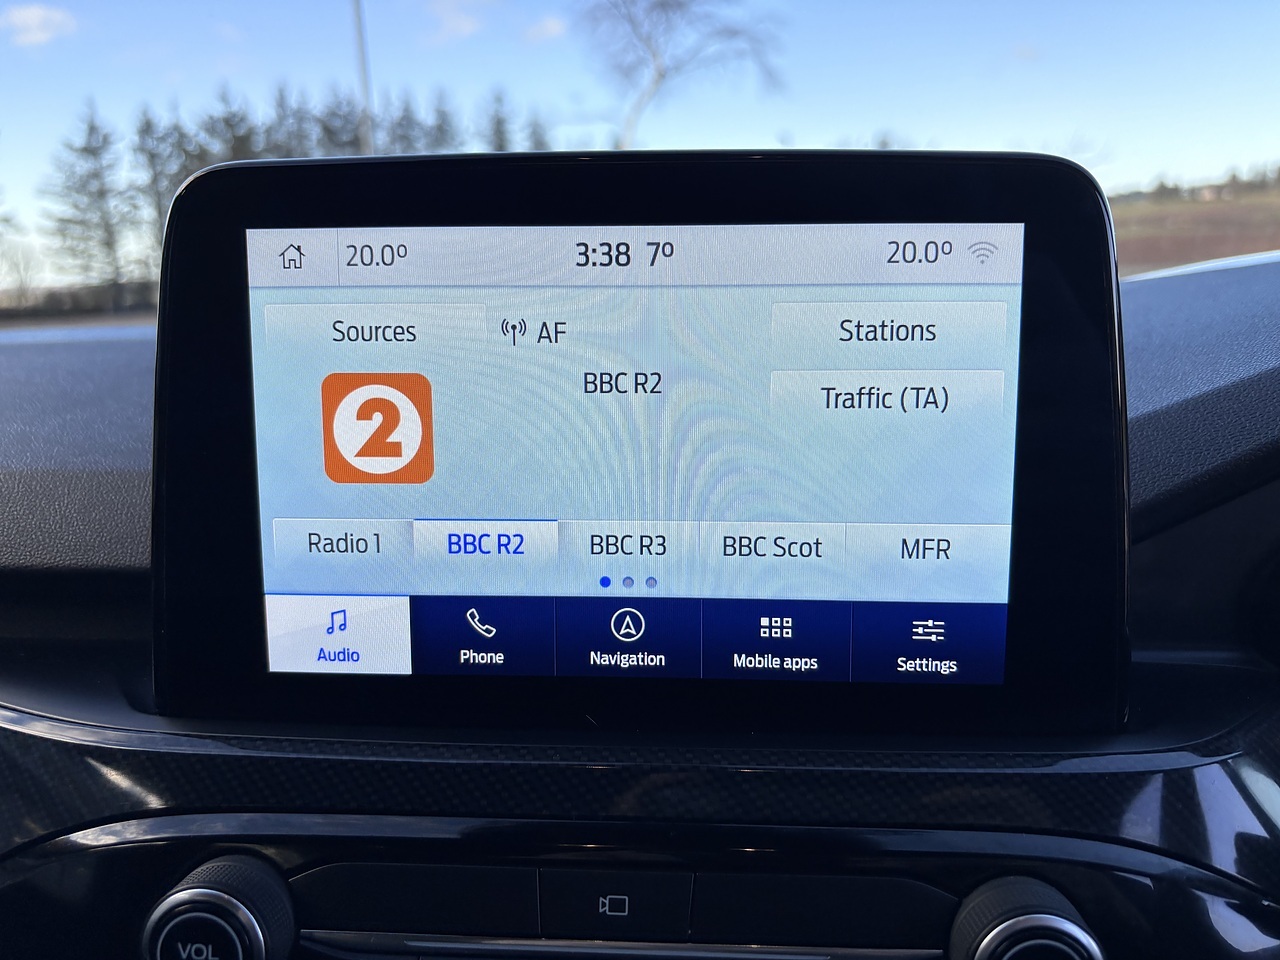 20.0º 3:38 7º 20.0º
Sources AF Stations
BBC R2
Traffic (TA)
2
Radio 1 BBC R2 BBC R3 BBC Scot MFR
Audio Phone Navigation Mobile apps Settings
VOL